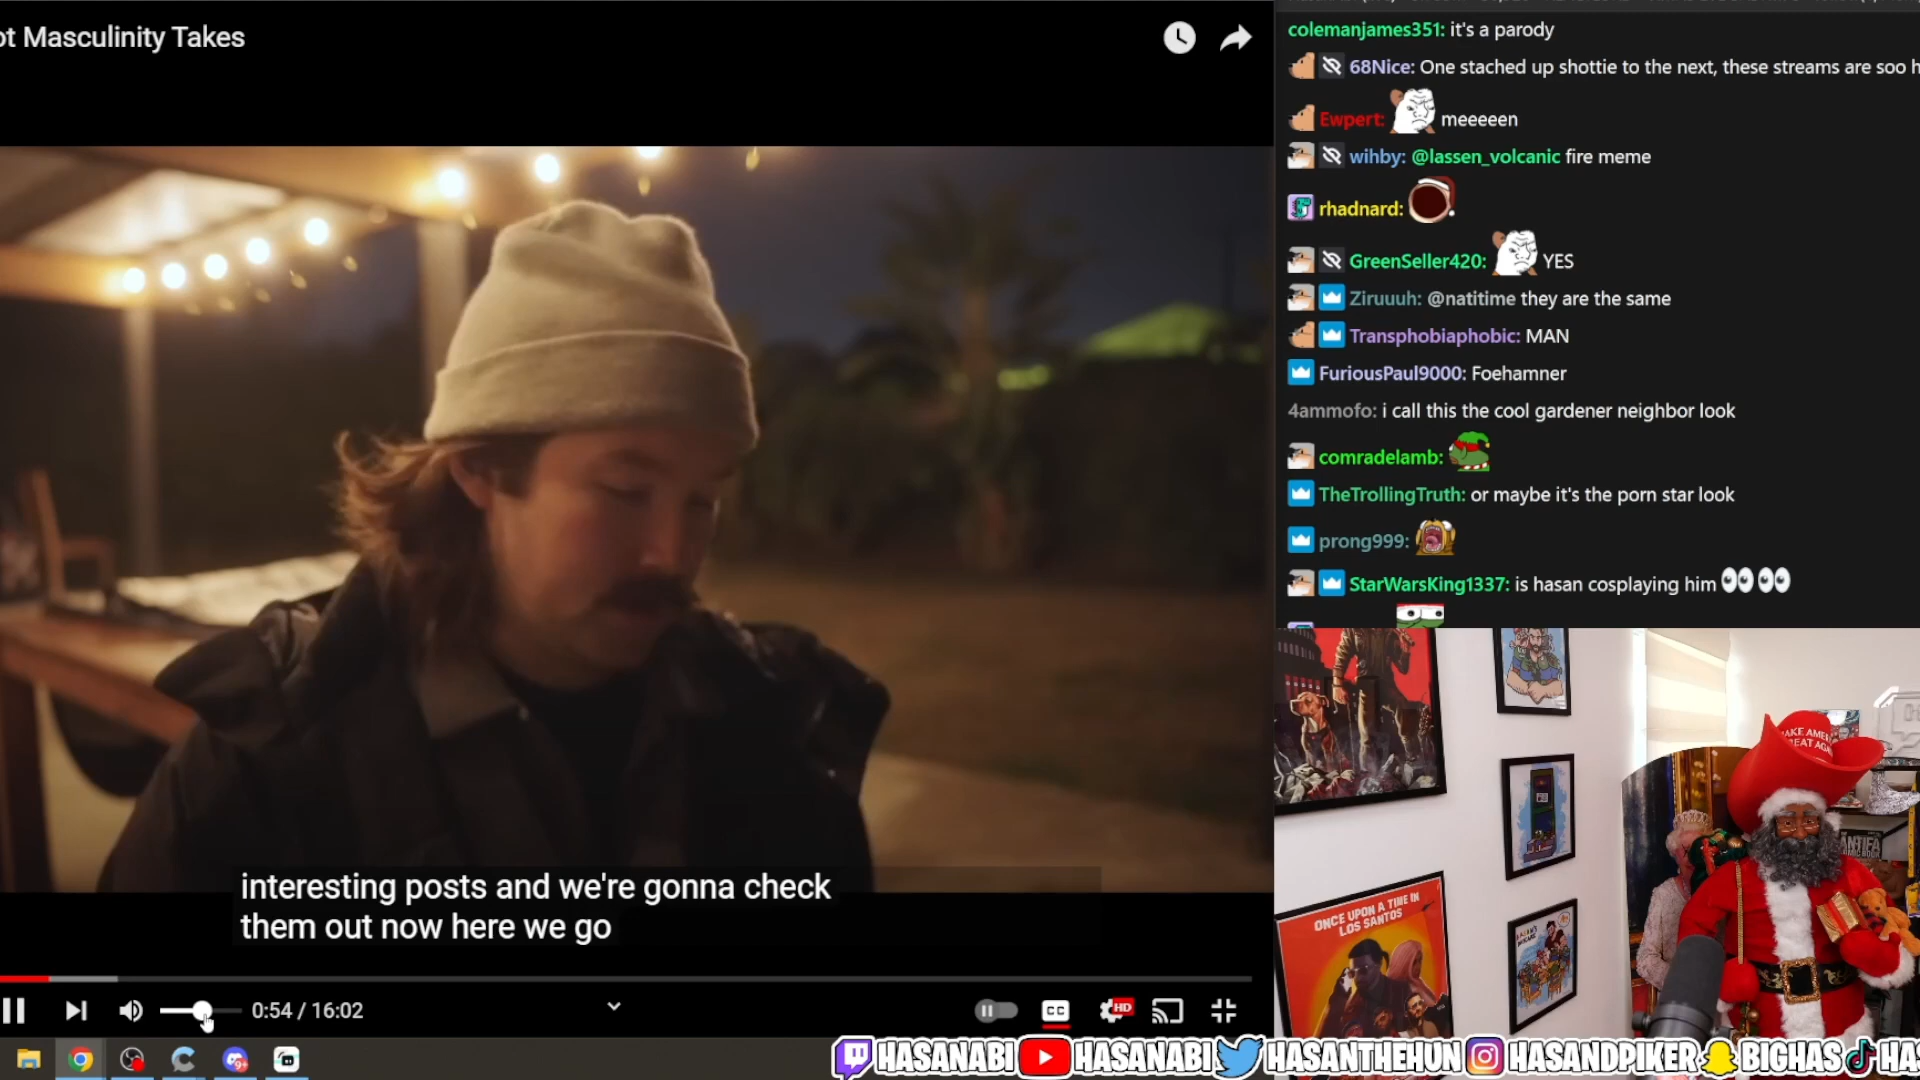 ot Masculinity Takes
colemanjames351: it's a parody
68Nice: One stached up shottie to the next, these streams are soo h
Ewpert: meeeeen
wihby: @lassen_volcanic fire meme
rhadnard:
GreenSeller420: YES
Ziruuuh: @natitime they are the same
Transphobiaphobic: MAN
FuriousPaul9000: Foehamner
4ammofo: i call this the cool gardener neighbor look
comradelamb:
TheTrollingTruth: or maybe it's the porn star look
prong999:
StarWarsKing1337: is hasan cosplaying him
interesting posts and we're gonna check
them out now here we go
0:54 / 16:02
CC
HD
ONCE UPON A TIME IN
LOS SANTOS
ANTIFA
HASANABI HASANABI HASANTHEHUN HASANDPIKER BIGHAS HAS